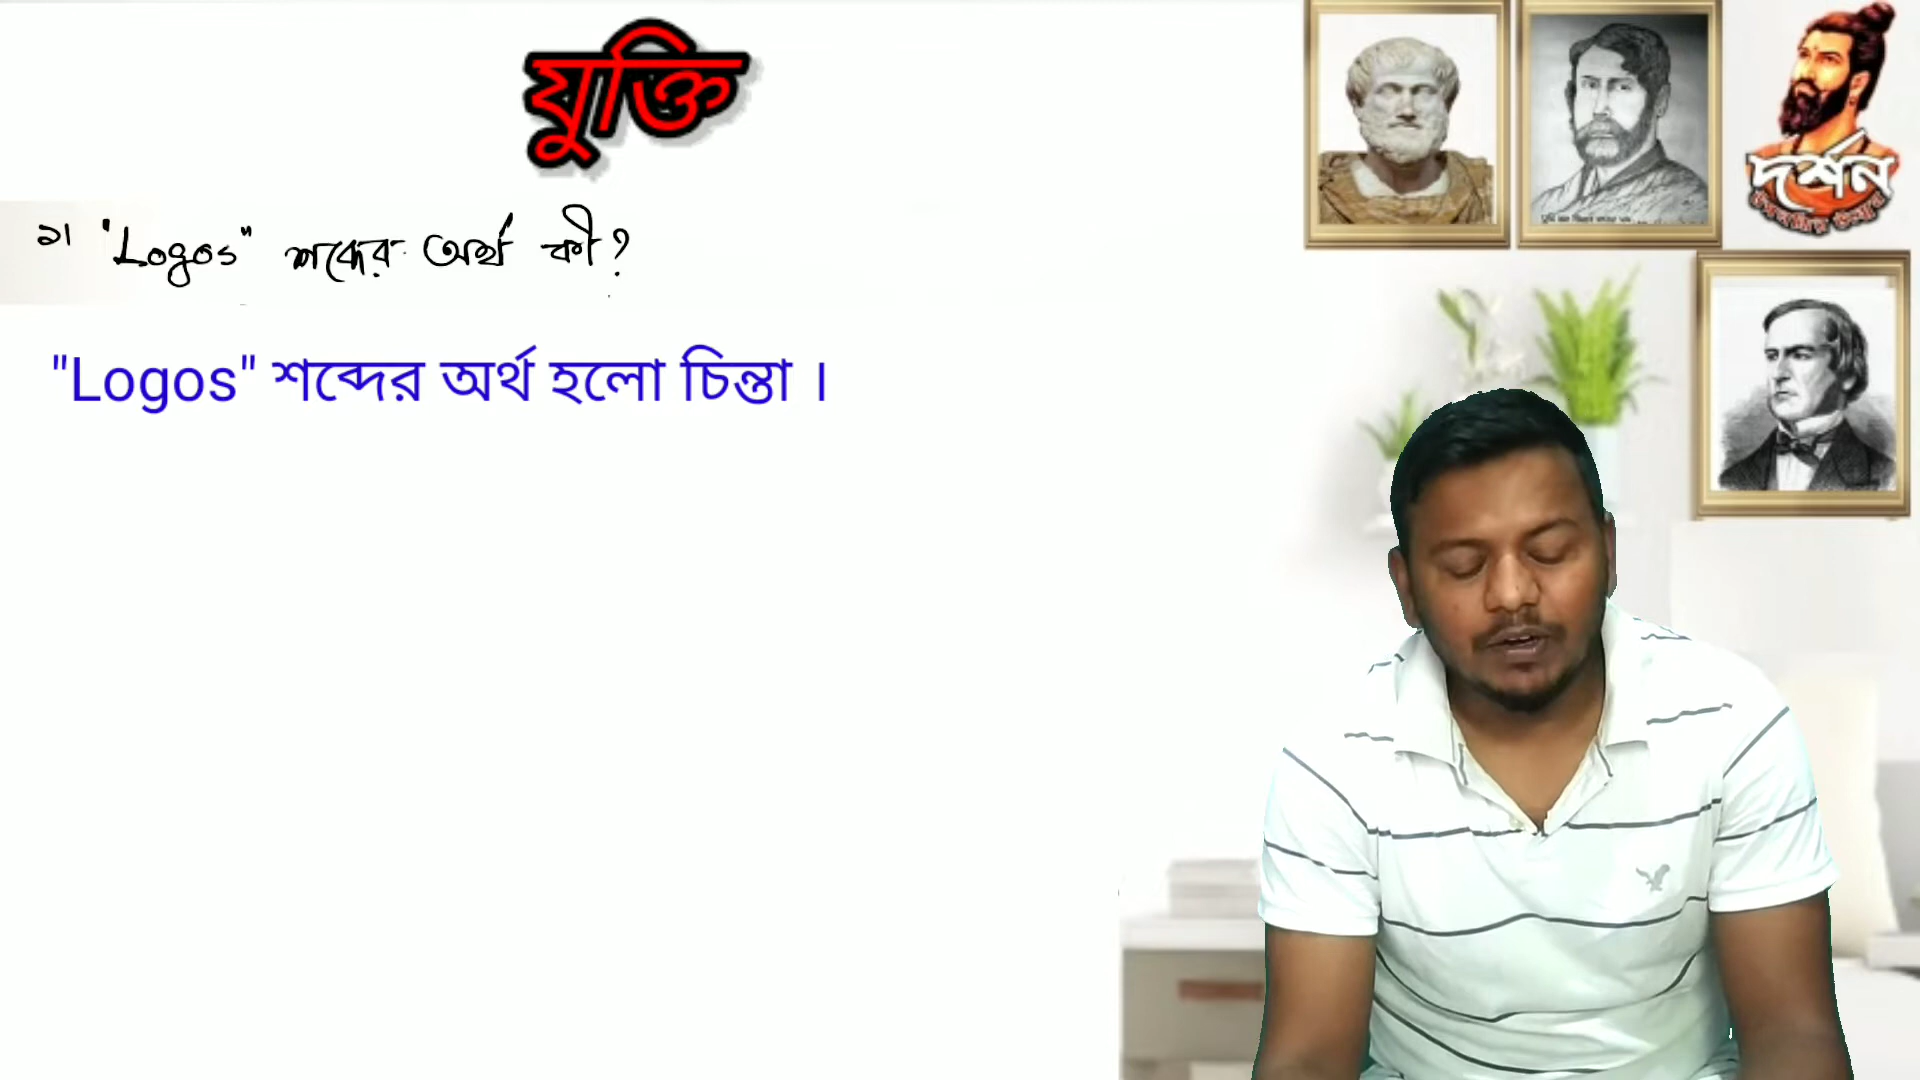 যুক্তি
১। "Logos" শব্দের অর্থ কী?
"Logos" শব্দের অর্থ হলো চিন্তা ।
দর্শন